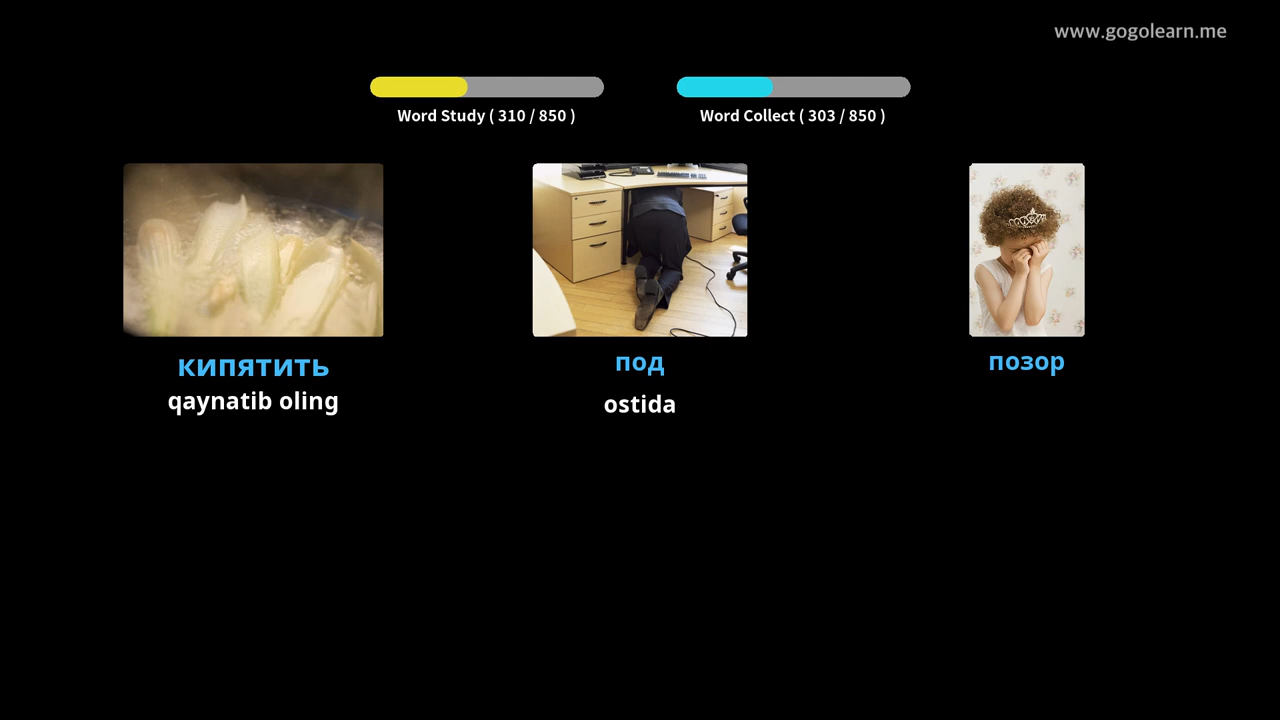 www.gogolearn.me
Word Study ( 310 / 850 )
Word Collect ( 303 / 850 )
кипятить
под
позор
qaynatib oling
ostida